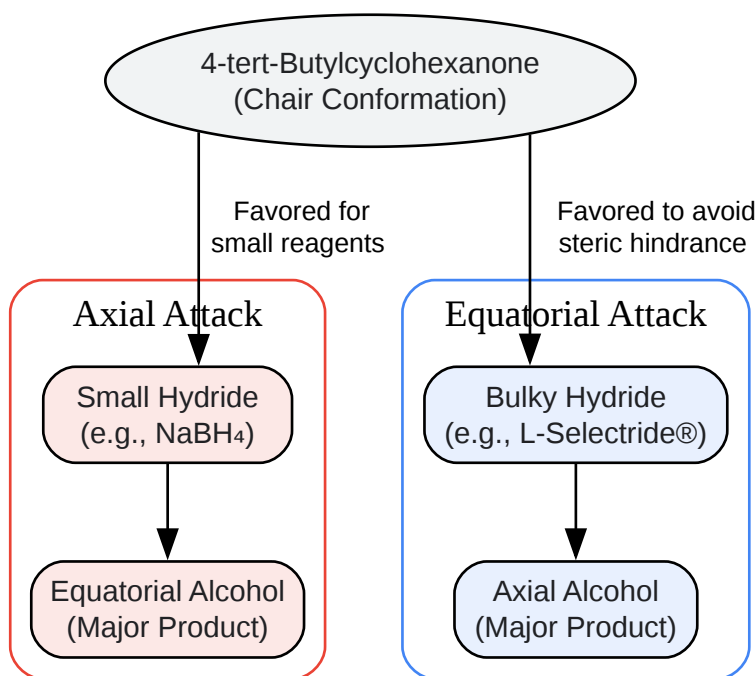 4-tert-Butylcyclohexanone
(Chair Conformation)
Favored for
small reagents
Favored to avoid
steric hindrance
Axial Attack
Equatorial Attack
Small Hydride
(e.g., NaBH₄)
Bulky Hydride
(e.g., L-Selectride®)
Equatorial Alcohol
(Major Product)
Axial Alcohol
(Major Product)